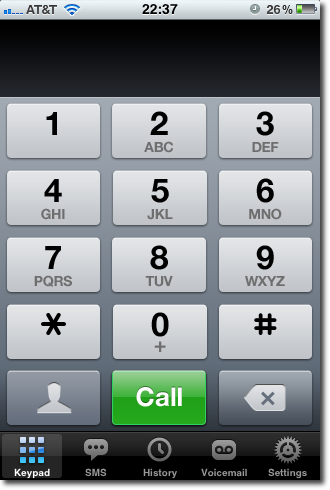 AT&T 22:37 26%
1 2 3
ABC DEF
4 5 6
GHI JKL MNO
7 8 9
PQRS TUV WXYZ
* 0 #
+
Call
Keypad SMS History Voicemail Settings